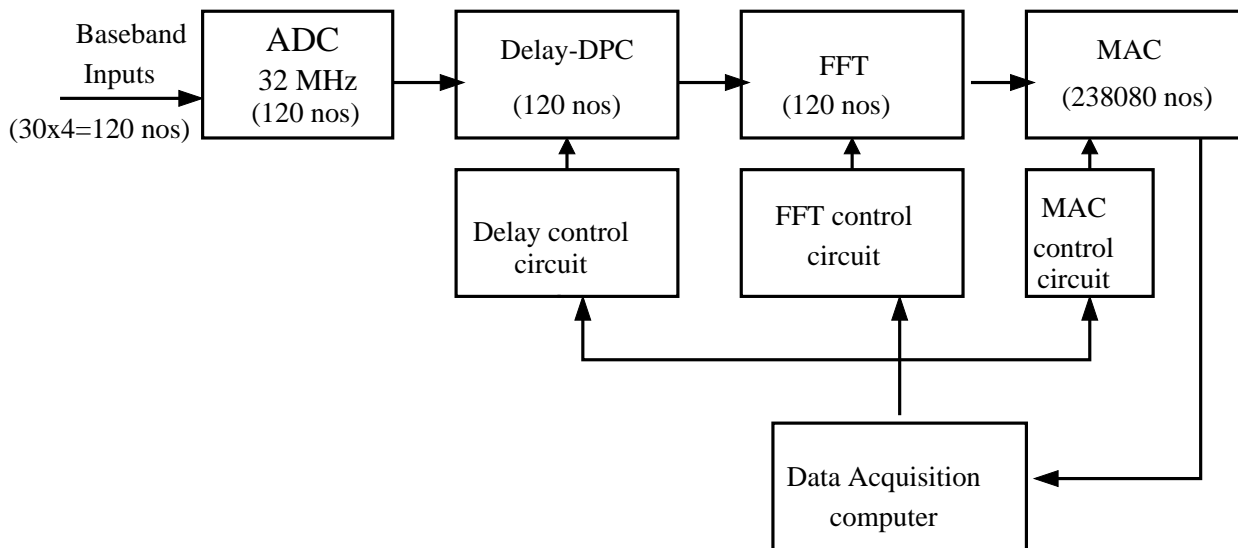 Baseband
Inputs
(30x4=120 nos)
ADC
32 MHz
(120 nos)
Delay-DPC
(120 nos)
FFT
(120 nos)
MAC
(238080 nos)
Delay control
circuit
FFT control
circuit
MAC
control
circuit
Data Acquisition
computer